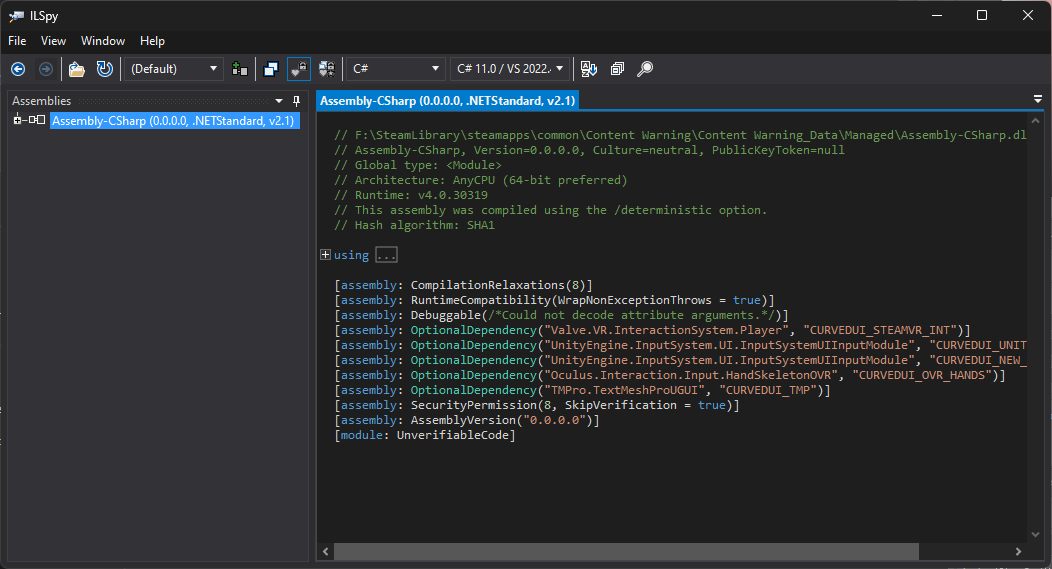 ILSpy
File View Window Help
(Default) C# C# 11.0 / VS 2022.
Assemblies
Assembly-CSharp (0.0.0.0, .NETStandard, v2.1)
Assembly-CSharp (0.0.0.0, .NETStandard, v2.1)
// F:\SteamLibrary\steamapps\common\Content Warning\Content Warning_Data\Managed\Assembly-CSharp.dl
// Assembly-CSharp, Version=0.0.0.0, Culture=neutral, PublicKeyToken=null
// Global type: <Module>
// Architecture: AnyCPU (64-bit preferred)
// Runtime: v4.0.30319
// This assembly was compiled using the /deterministic option.
// Hash algorithm: SHA1
using ...
[assembly: CompilationRelaxations(8)]
[assembly: RuntimeCompatibility(WrapNonExceptionThrows = true)]
[assembly: Debuggable(/*Could not decode attribute arguments.*/)]
[assembly: OptionalDependency("Valve.VR.InteractionSystem.Player", "CURVEDUI_STEAMVR_INT")]
[assembly: OptionalDependency("UnityEngine.InputSystem.UI.InputSystemUIInputModule", "CURVEDUI_UNIT
[assembly: OptionalDependency("UnityEngine.InputSystem.UI.InputSystemUIInputModule", "CURVEDUI_NEW_
[assembly: OptionalDependency("Oculus.Interaction.Input.HandSkeletonOVR", "CURVEDUI_OVR_HANDS")]
[assembly: OptionalDependency("TMPro.TextMeshProUGUI", "CURVEDUI_TMP")]
[assembly: SecurityPermission(8, SkipVerification = true)]
[assembly: AssemblyVersion("0.0.0.0")]
[module: UnverifiableCode]